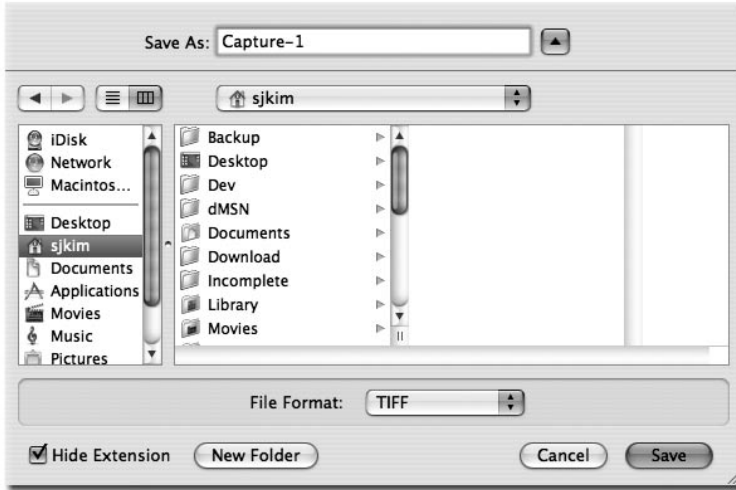 Save As: Capture-1
sjkim
iDisk
Network
Macintos...
Desktop
sjkim
Documents
Applications
Movies
Music
Pictures
Backup
Desktop
Dev
dMSN
Documents
Download
Incomplete
Library
Movies
File Format: TIFF
Hide Extension
New Folder
Cancel
Save